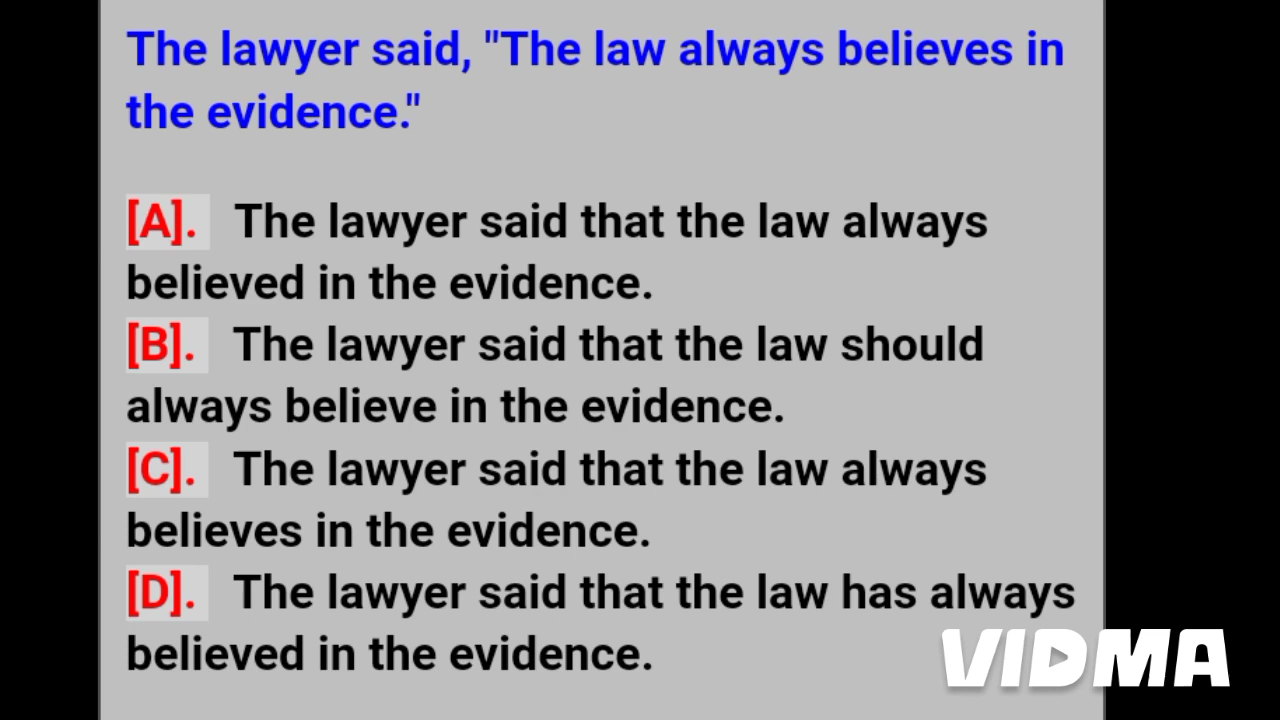 The lawyer said, "The law always believes in
the evidence."
[A]. The lawyer said that the law always
believed in the evidence.
[B]. The lawyer said that the law should
always believe in the evidence.
[C]. The lawyer said that the law always
believes in the evidence.
[D]. The lawyer said that the law has always
believed in the evidence.
VIDMA